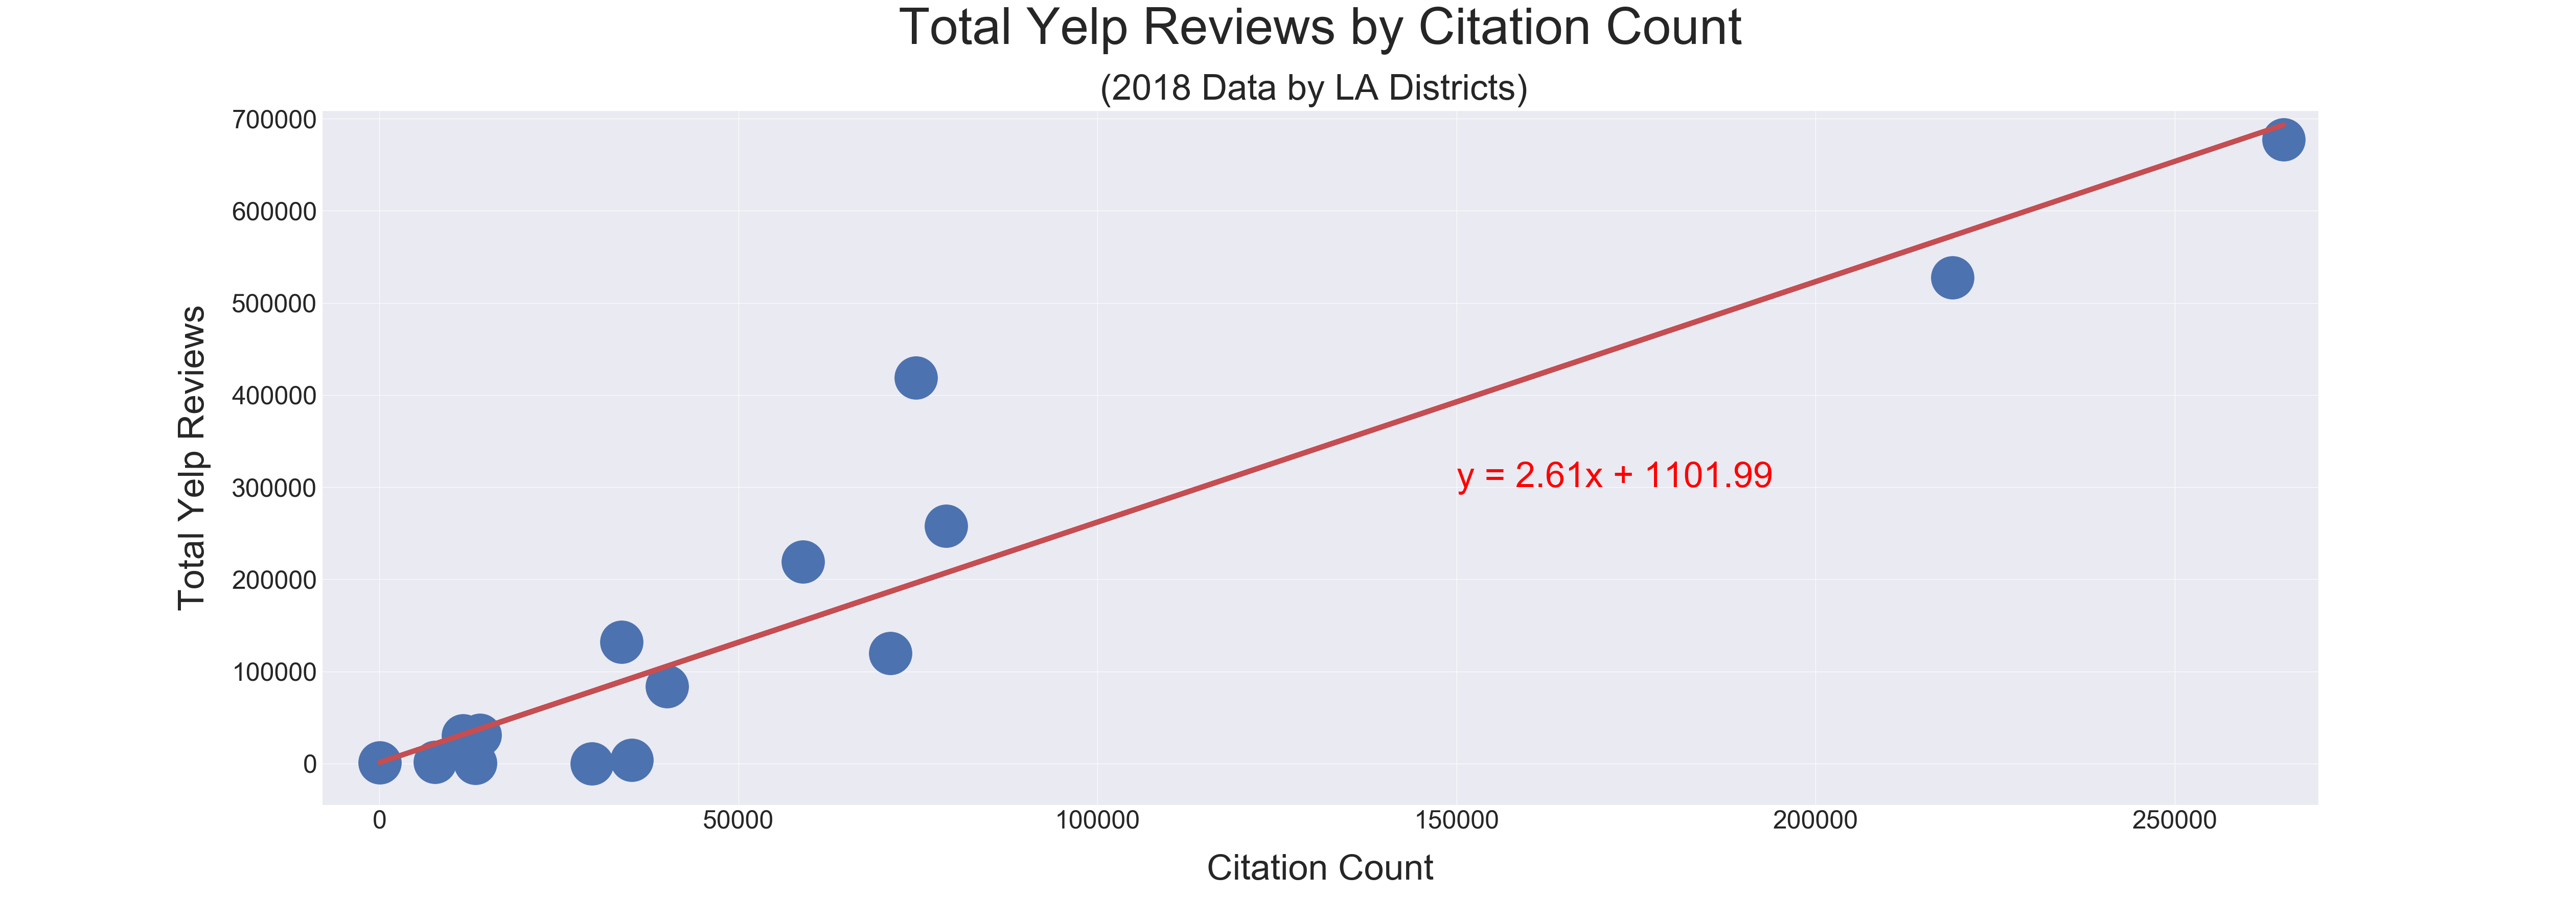 Total Yelp Reviews by Citation Count
(2018 Data by LA Districts)
700000
600000
500000
400000
300000
200000
100000
0
Total Yelp Reviews
y = 2.61x + 1101.99
0 50000 100000 150000 200000 250000
Citation Count